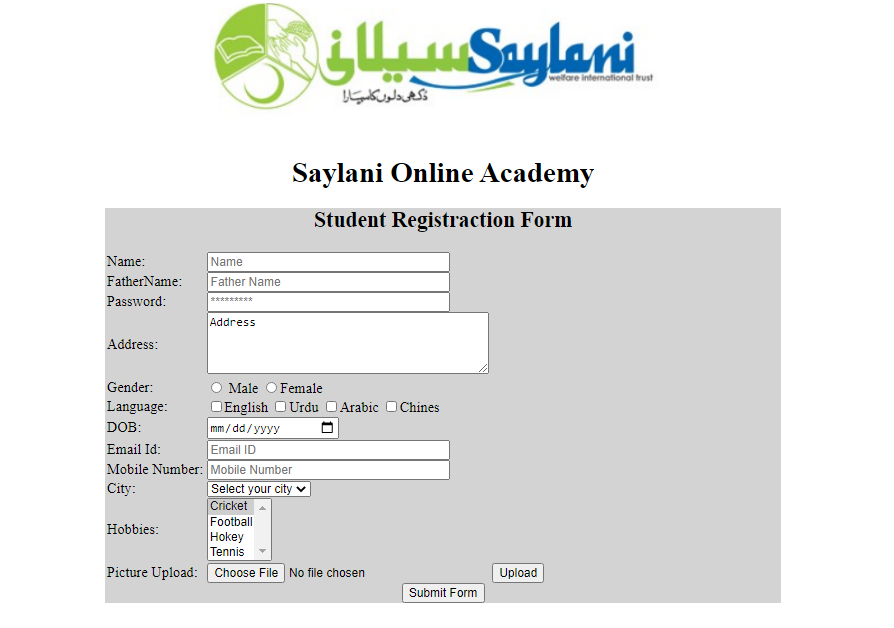 سیلانی Saylani
welfare international trust
دُکھی دلوں کا سہارا
Saylani Online Academy
Student Registraction Form
Name: Name
FatherName: Father Name
Password: *********
Address: Address
Gender: Male Female
Language: English Urdu Arabic Chines
DOB: mm/dd/yyyy
Email Id: Email ID
Mobile Number: Mobile Number
City: Select your city
Hobbies: Cricket
Football
Hokey
Tennis
Picture Upload: Choose File No file chosen Upload
Submit Form